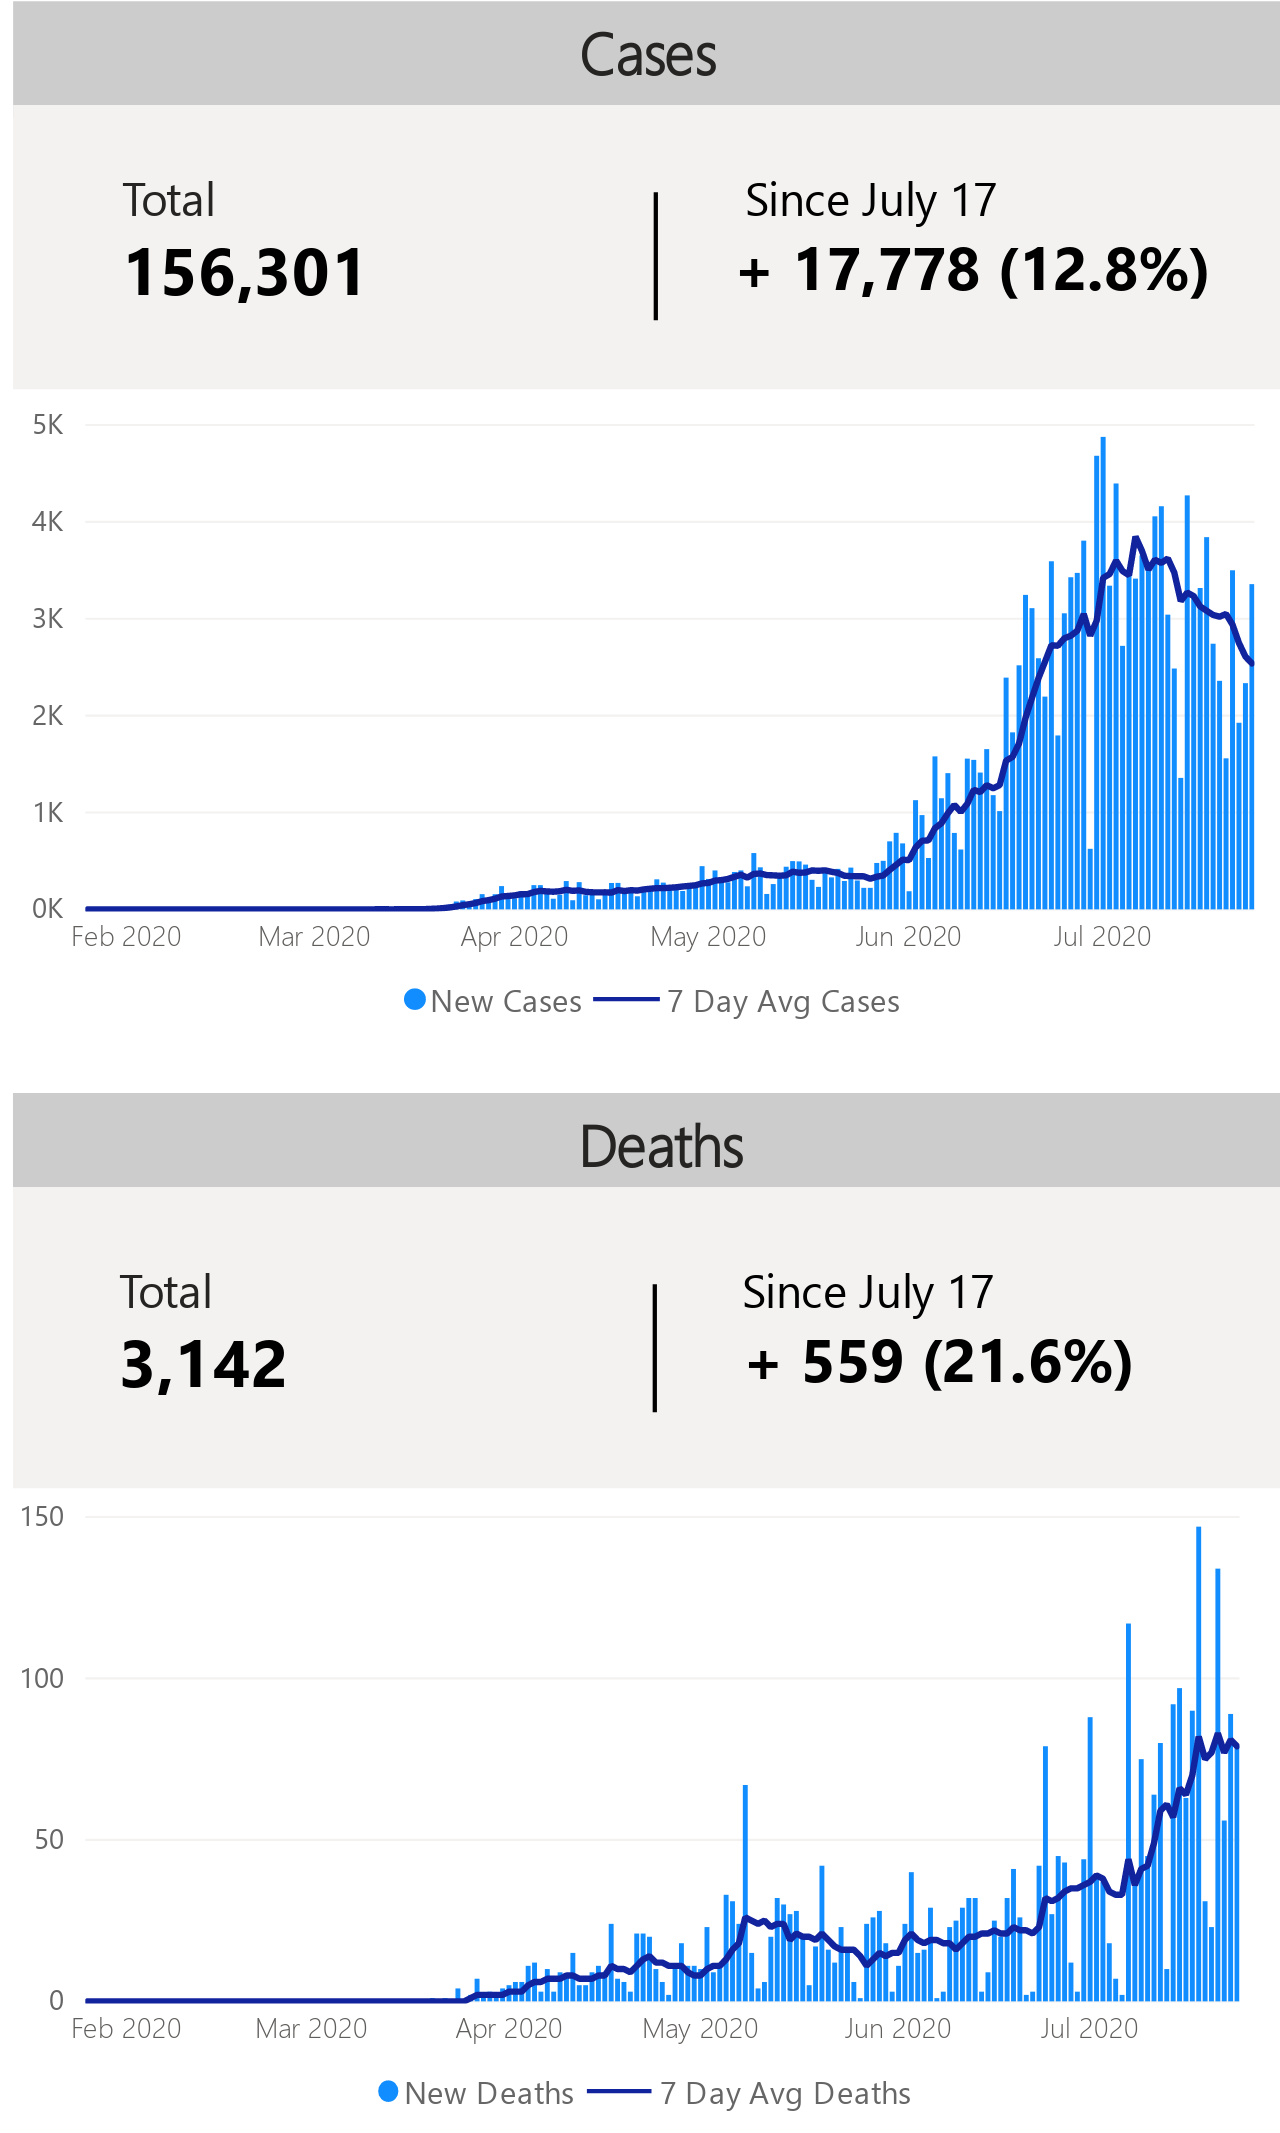 Cases
Total
Since July 17
156,301
+ 17,778 (12.8%)
5K
4K
3K
2K
1K
0K
Feb 2020
Mar 2020
Apr 2020
May 2020
Jun 2020
Jul 2020
New Cases
7 Day Avg Cases
Deaths
Total
Since July 17
3,142
+ 559 (21.6%)
150
100
50
0
Feb 2020
Mar 2020
Apr 2020
May 2020
Jun 2020
Jul 2020
New Deaths
7 Day Avg Deaths